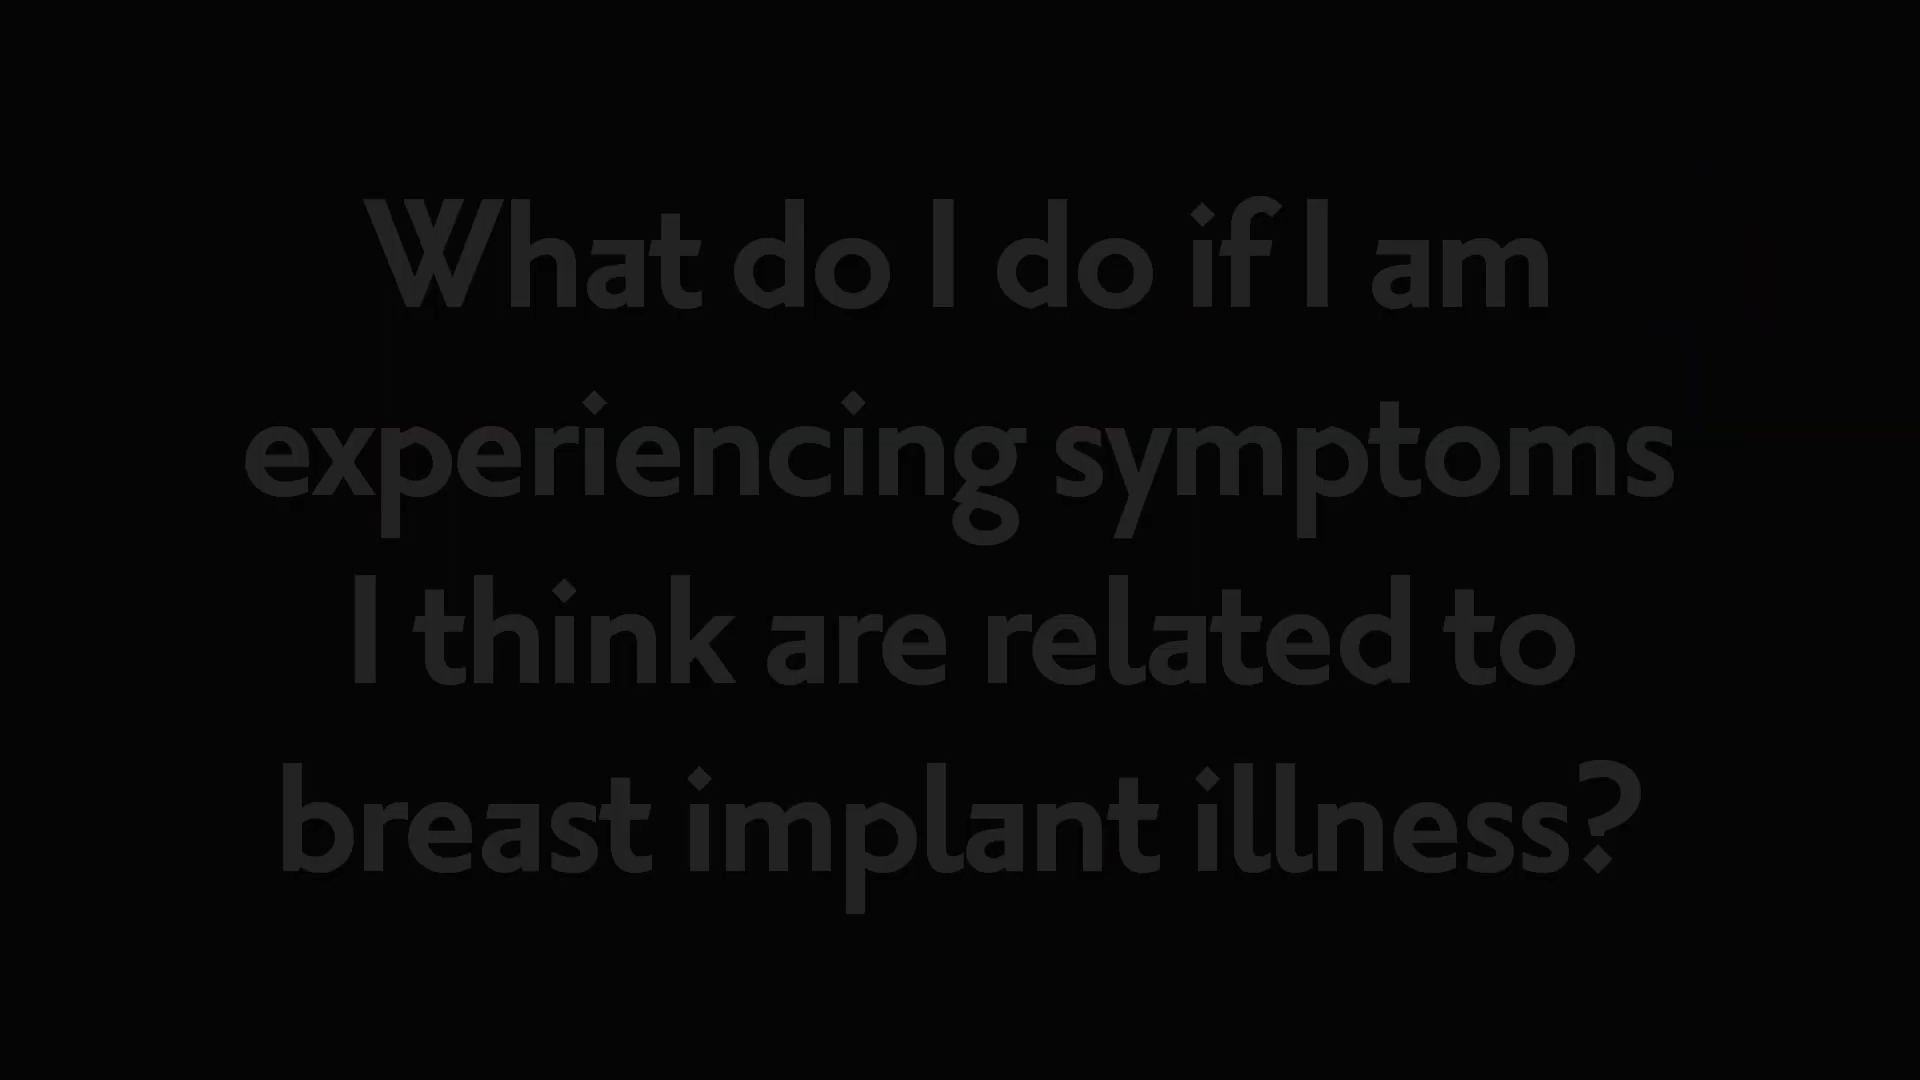 What do I do if I am
experiencing symptoms
I think are related to
breast implant illness?